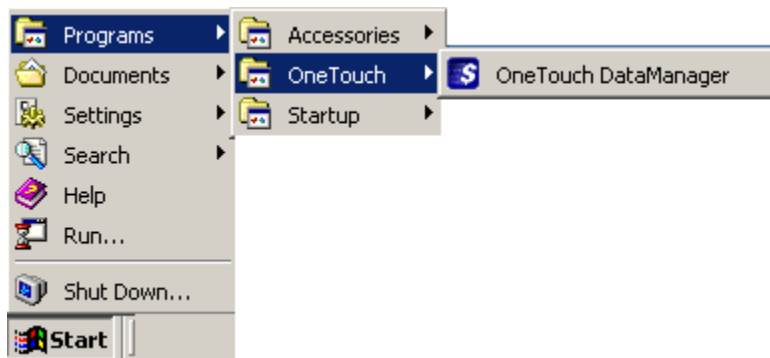 Programs
Accessories
Documents
OneTouch
OneTouch DataManager
Settings
Startup
Search
Help
Run...
Shut Down...
Start